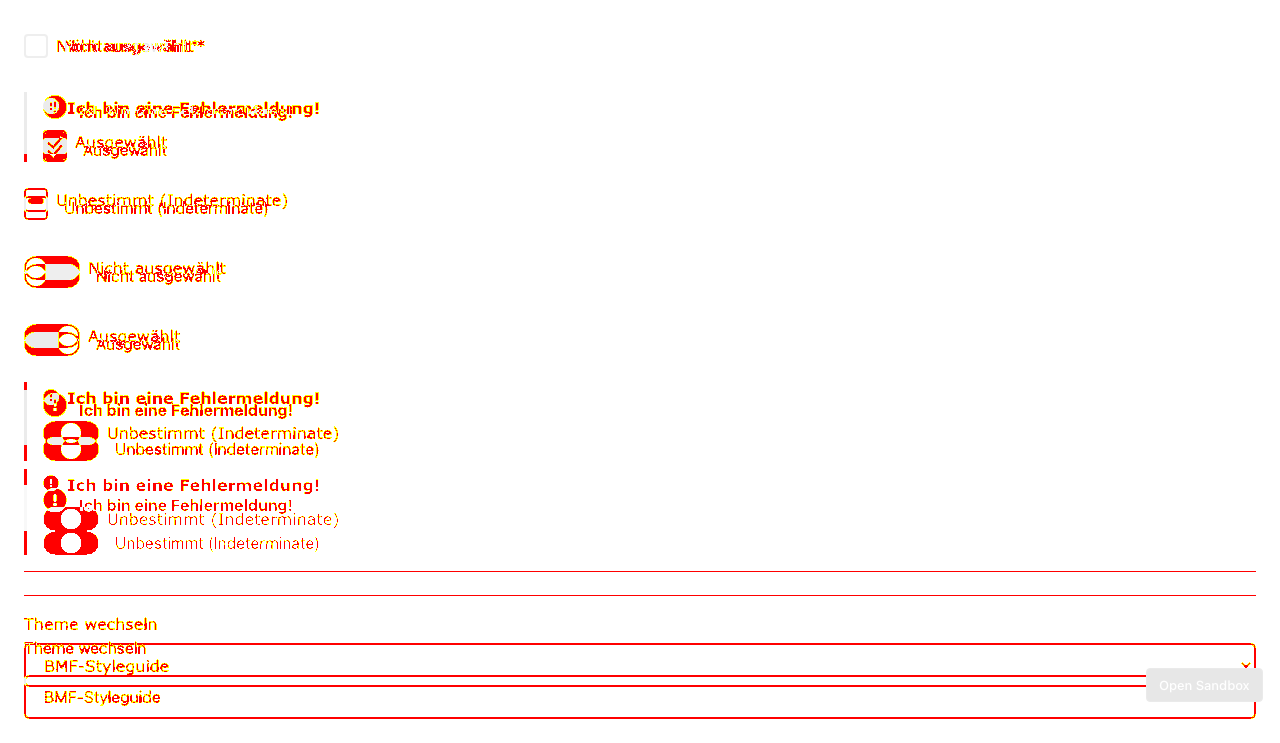 Nicht ausgewählt*
Ich bin eine Fehlermeldung!
Ich bin eine Fehlermeldung!
Ausgewählt
Ausgewählt
Unbestimmt (Indeterminate)
Unbestimmt (Indeterminate)
Nicht ausgewählt
Nicht ausgewählt
Ausgewählt
Ausgewählt
Ich bin eine Fehlermeldung!
Ich bin eine Fehlermeldung!
Unbestimmt (Indeterminate)
Unbestimmt (Indeterminate)
Ich bin eine Fehlermeldung!
Ich bin eine Fehlermeldung!
Unbestimmt (Indeterminate)
Unbestimmt (Indeterminate)
Theme wechseln
Theme wechseln
BMF-Styleguide
Open Sandbox
BMF-Styleguide